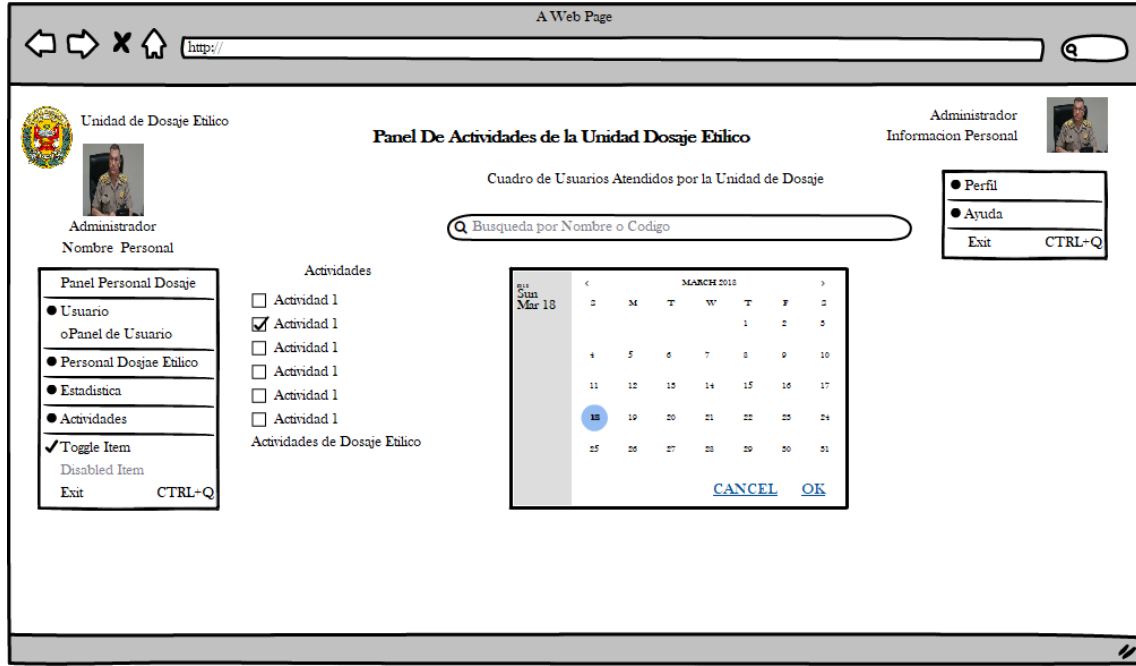 A Web Page
http://
Unidad de Dosaje Etilico
Administrador
Nombre Personal
Panel De Actividades de la Unidad Dosaje Etilico
Cuadro de Usuarios Atendidos por la Unidad de Dosaje
Busqueda por Nombre o Codigo
Administrador
Informacion Personal
Perfil
Ayuda
Exit CTRL+Q
Panel Personal Dosaje
Usuario
oPanel de Usuario
Personal Dosjae Etilico
Estadistica
Actividades
Toggle Item
Disabled Item
Exit CTRL+Q
Actividades
Actividad 1
Actividad 1
Actividad 1
Actividad 1
Actividad 1
Actividad 1
Actividades de Dosaje Etilico
2018
Sun
Mar 18
‹ MARCH 2018 ›
S M T W T F S
1 2 3
4 5 6 7 8 9 10
11 12 13 14 15 16 17
18 19 20 21 22 23 24
25 26 27 28 29 30 31
CANCEL OK